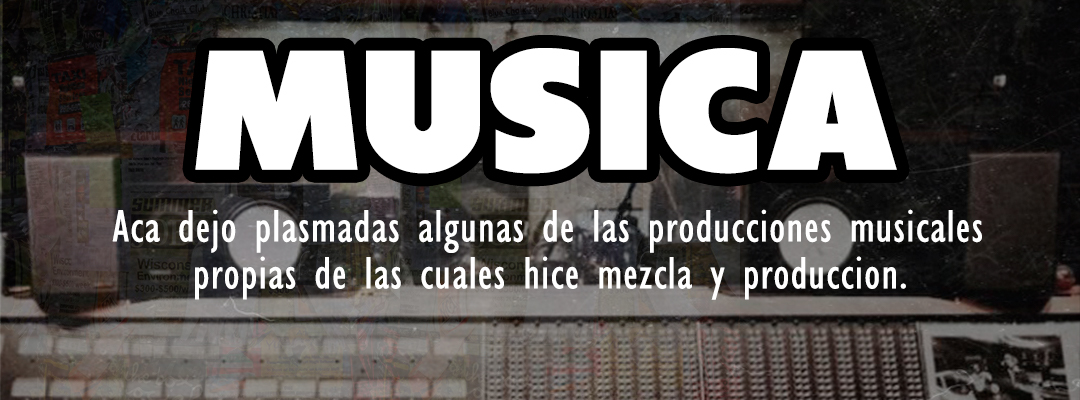 MUSICA
Aca dejo plasmadas algunas de las producciones musicales
propias de las cuales hice mezcla y produccion.